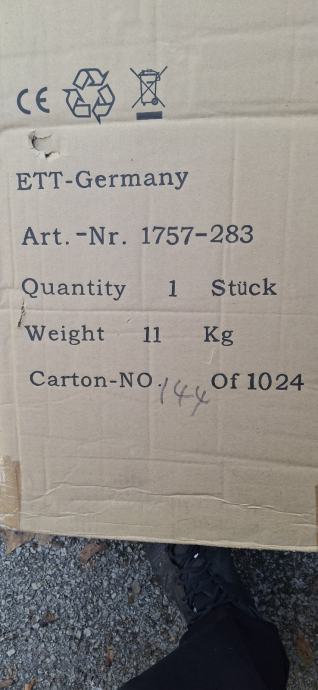 CE
ETT-Germany
Art.-Nr. 1757-283
Quantity 1 Stück
Weight 11 Kg
Carton-NO. 144 Of 1024